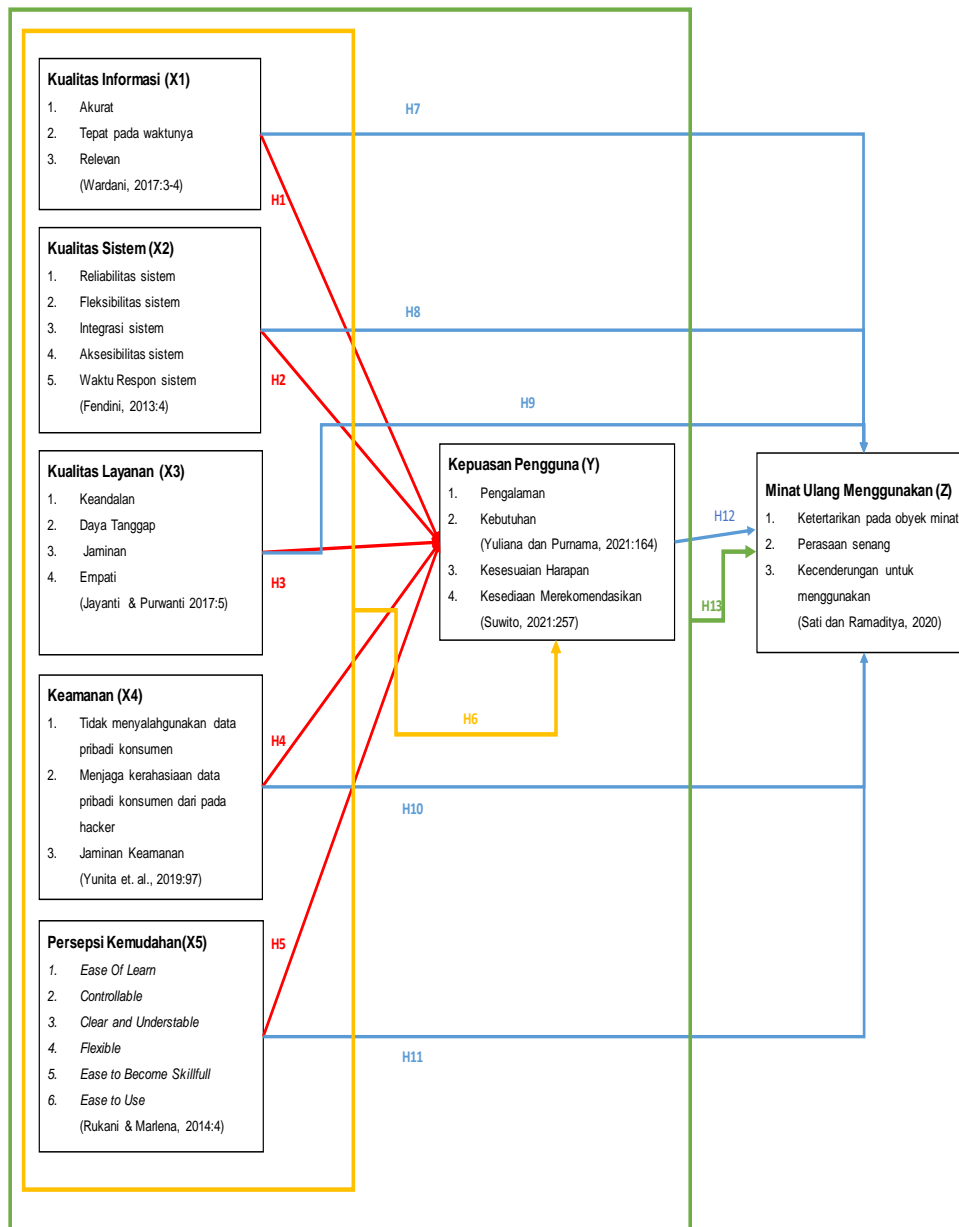 Kualitas Informasi (X1)
1. Akurat
2. Tepat pada waktunya
3. Relevan
(Wardani, 2017:3-4)
H7
H1
Kualitas Sistem (X2)
1. Reliabilitas sistem
2. Fleksibilitas sistem
3. Integrasi sistem
4. Aksesibilitas sistem
5. Waktu Respon sistem
(Fendini, 2013:4)
H8
H2
H9
Kualitas Layanan (X3)
1. Keandalan
2. Daya Tanggap
3. Jaminan
4. Empati
(Jayanti & Purwanti 2017:5)
H3
Kepuasan Pengguna (Y)
1. Pengalaman
2. Kebutuhan
(Yuliana dan Purnama, 2021:164)
3. Kesesuaian Harapan
4. Kesediaan Merekomendasikan
(Suwito, 2021:257)
H12
H13
Minat Ulang Menggunakan (Z)
1. Ketertarikan pada obyek minat
2. Perasaan senang
3. Kecenderungan untuk
menggunakan
(Sati dan Ramaditya, 2020)
Keamanan (X4)
1. Tidak menyalahgunakan data
pribadi konsumen
2. Menjaga kerahasiaan data
pribadi konsumen dari pada
hacker
3. Jaminan Keamanan
(Yunita et. al., 2019:97)
H4
H6
H10
Persepsi Kemudahan(X5)
1. Ease Of Learn
2. Controllable
3. Clear and Understable
4. Flexible
5. Ease to Become Skillfull
6. Ease to Use
(Rukani & Marlena, 2014:4)
H5
H11